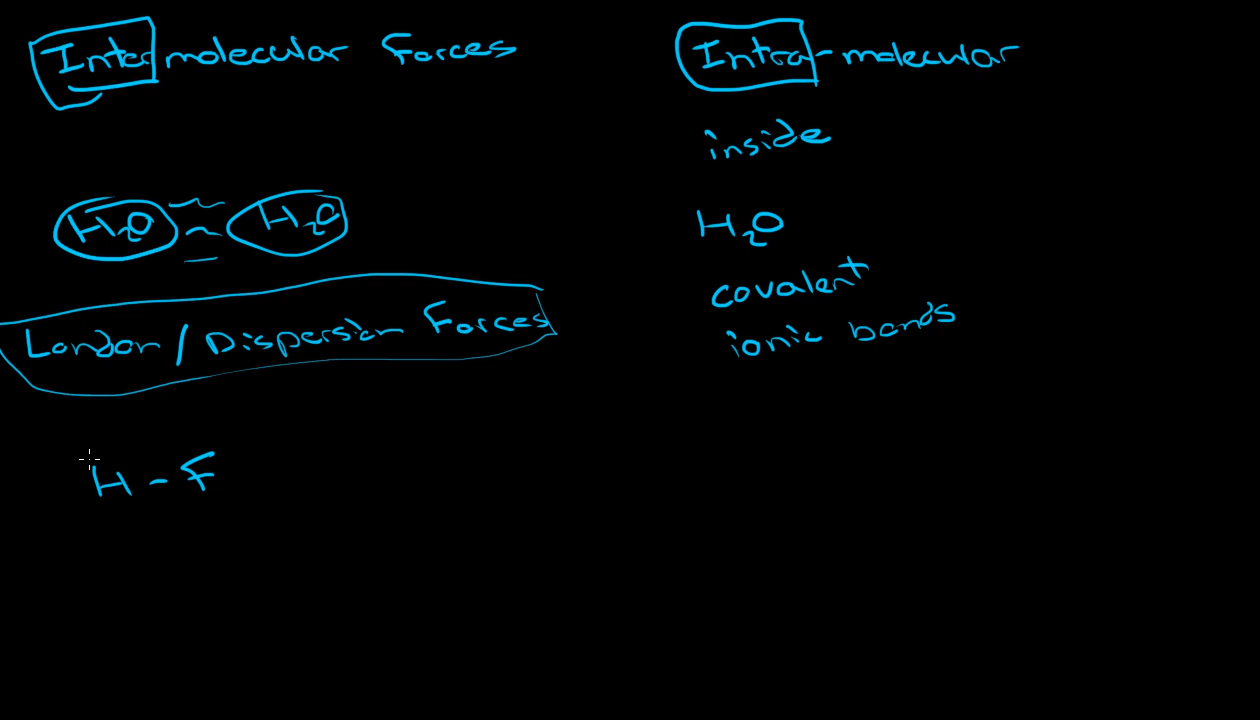 Intermolecular Forces
H₂O H₂O
London / Dispersion Forces
H - F
Intra-molecular
inside
H₂O
covalent
ionic bonds